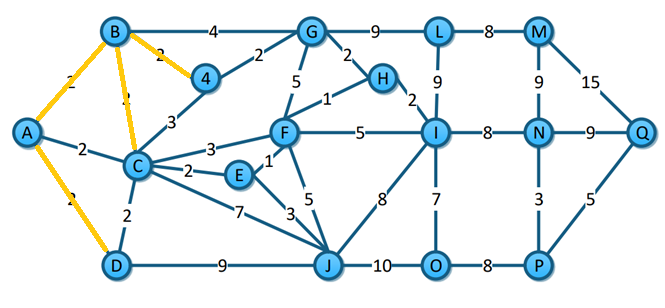 B 4 G 9 L 8 M
2 2 2 2
4 H
2 5 1 2 9 9 15
3
A 2 C 3 F 5 I 8 N 9 Q
2 E 1
2 2 7 3 5 8 7 3 5
D 9 J 10 O 8 P